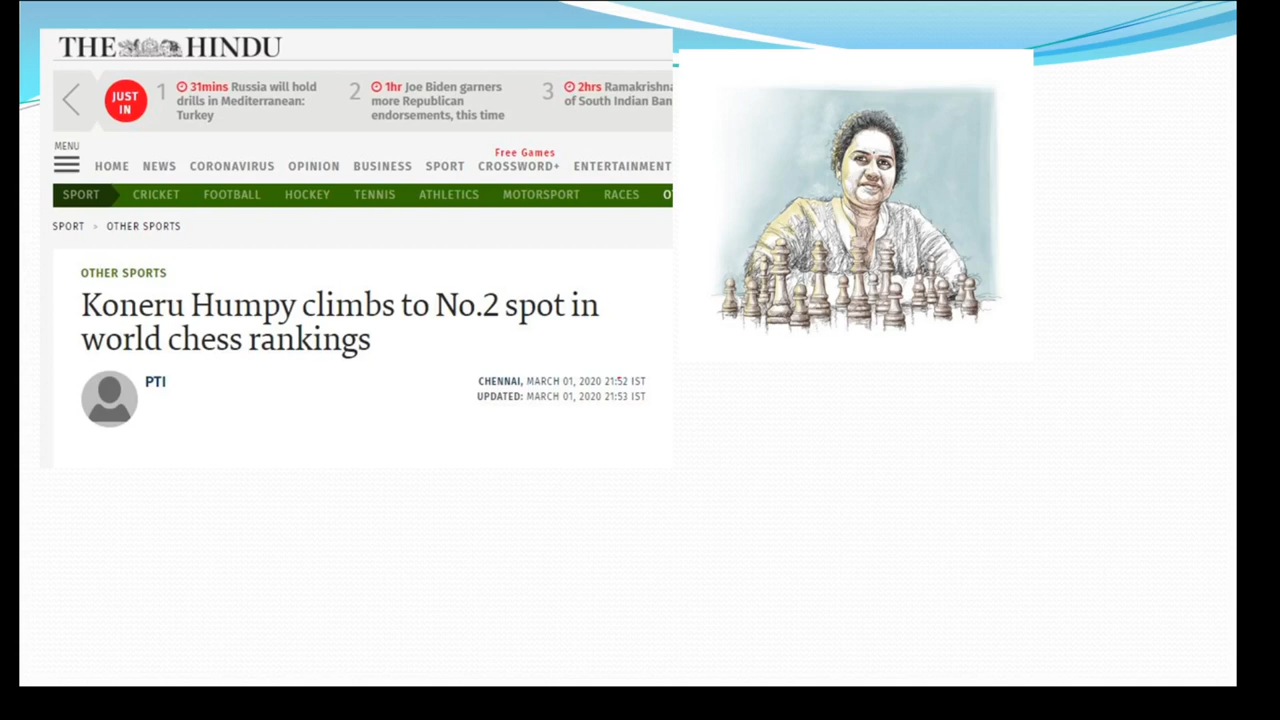 THE HINDU
JUST IN
1 31mins Russia will hold
drills in Mediterranean:
Turkey
2 1hr Joe Biden garners
more Republican
endorsements, this time
3 2hrs Ramakrishna
of South Indian Ban
MENU
HOME NEWS CORONAVIRUS OPINION BUSINESS SPORT Free Games CROSSWORD+ ENTERTAINMENT
SPORT CRICKET FOOTBALL HOCKEY TENNIS ATHLETICS MOTORSPORT RACES
SPORT > OTHER SPORTS
OTHER SPORTS
Koneru Humpy climbs to No.2 spot in
world chess rankings
PTI
CHENNAI, MARCH 01, 2020 21:52 IST
UPDATED: MARCH 01, 2020 21:53 IST